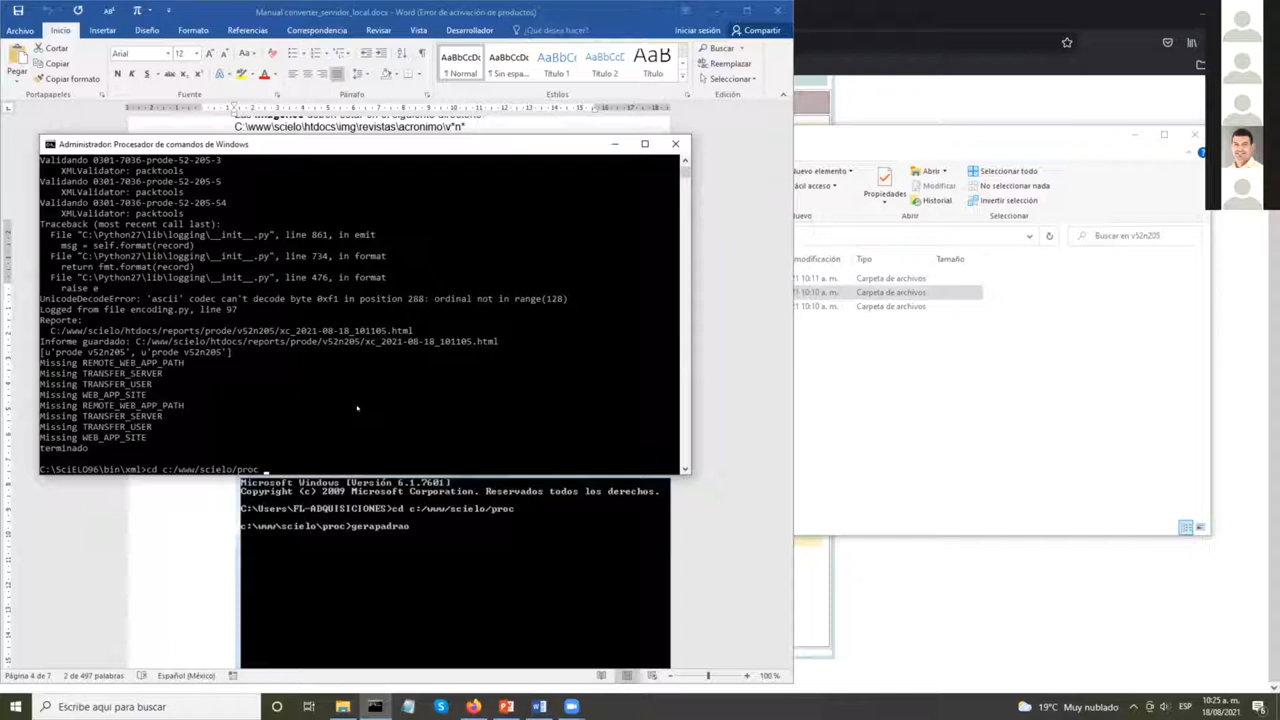 Manual converter_servidor_local.docx - Word (Error de activación de productos)
Archivo Inicio Insertar Diseño Formato Referencias Correspondencia Revisar Vista Desarrollador ¿Qué desea hacer? Iniciar sesión Compartir
Pegar
Cortar
Copiar
Copiar formato
Portapapeles
Arial 12
Fuente
Párrafo
AaBbCcDc AaBbCcDc AaBbCc AaBbCcC AaB
¶ Normal ¶ Sin espa... Título 1 Título 2 Título
Estilos
Buscar
Reemplazar
Seleccionar
Edición
C:\www\scielo\htdocs\img\revistas\acronimo\v*n*
Administrador: Procesador de comandos de Windows
Validando 0301-7036-prode-52-205-3
XMLValidator: packtools
Validando 0301-7036-prode-52-205-5
XMLValidator: packtools
Validando 0301-7036-prode-52-205-54
XMLValidator: packtools
Traceback (most recent call last):
File "C:\Python27\lib\logging\__init__.py", line 861, in emit
msg = self.format(record)
File "C:\Python27\lib\logging\__init__.py", line 734, in format
return fmt.format(record)
File "C:\Python27\lib\logging\__init__.py", line 476, in format
raise e
UnicodeDecodeError: 'ascii' codec can't decode byte 0xf1 in position 288: ordinal not in range(128)
Logged from file encoding.py, line 97
Reporte:
C:/www/scielo/htdocs/reports/prode/v52n205/xc_2021-08-18_101105.html
Informe guardado: C:/www/scielo/htdocs/reports/prode/v52n205/xc_2021-08-18_101105.html
[u'prode v52n205', u'prode v52n205']
Missing REMOTE_WEB_APP_PATH
Missing TRANSFER_SERVER
Missing TRANSFER_USER
Missing WEB_APP_SITE
Missing REMOTE_WEB_APP_PATH
Missing TRANSFER_SERVER
Missing TRANSFER_USER
Missing WEB_APP_SITE
terminado
C:\SciELO96\bin\xml>cd c:/www/scielo/proc
Microsoft Windows [Versión 6.1.7601]
Copyright (c) 2009 Microsoft Corporation. Reservados todos los derechos.
C:\Users\FL-ADQUISICIONES>cd c:/www/scielo/proc
c:\www\scielo\proc>gerapadrao
Nuevo elemento
ácil acceso
Propiedades
Abrir
Modificar
Historial
Abrir
Seleccionar todo
No seleccionar nada
Invertir selección
Seleccionar
Buscar en v52n205
modificación Tipo Tamaño
21 10:11 a. m. Carpeta de archivos
21 10:10 a. m. Carpeta de archivos
21 10:10 a. m. Carpeta de archivos
Página 4 de 7 2 de 497 palabras Español (México) 100 %
Escribe aquí para buscar
19°C Muy nublado ESP 10:25 a. m.
18/08/2021